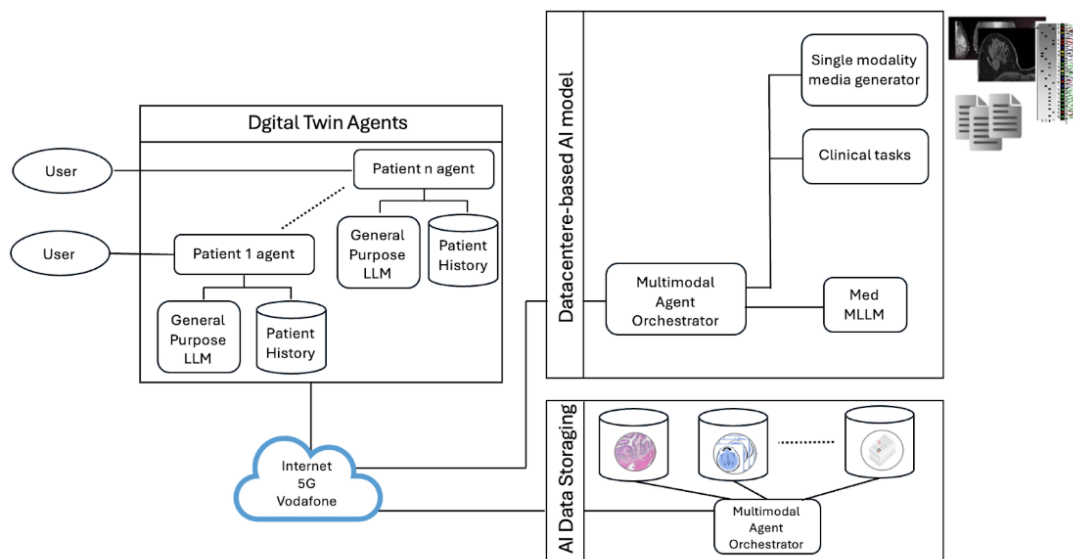 Dgital Twin Agents
User
Patient n agent
General
Purpose
LLM
Patient
History
User
Patient 1 agent
General
Purpose
LLM
Patient
History
Internet
5G
Vodafone
Datacentere-based AI model
Single modality
media generator
Clinical tasks
Multimodal
Agent
Orchestrator
Med
MLLM
AI Data Storaging
Multimodal
Agent
Orchestrator